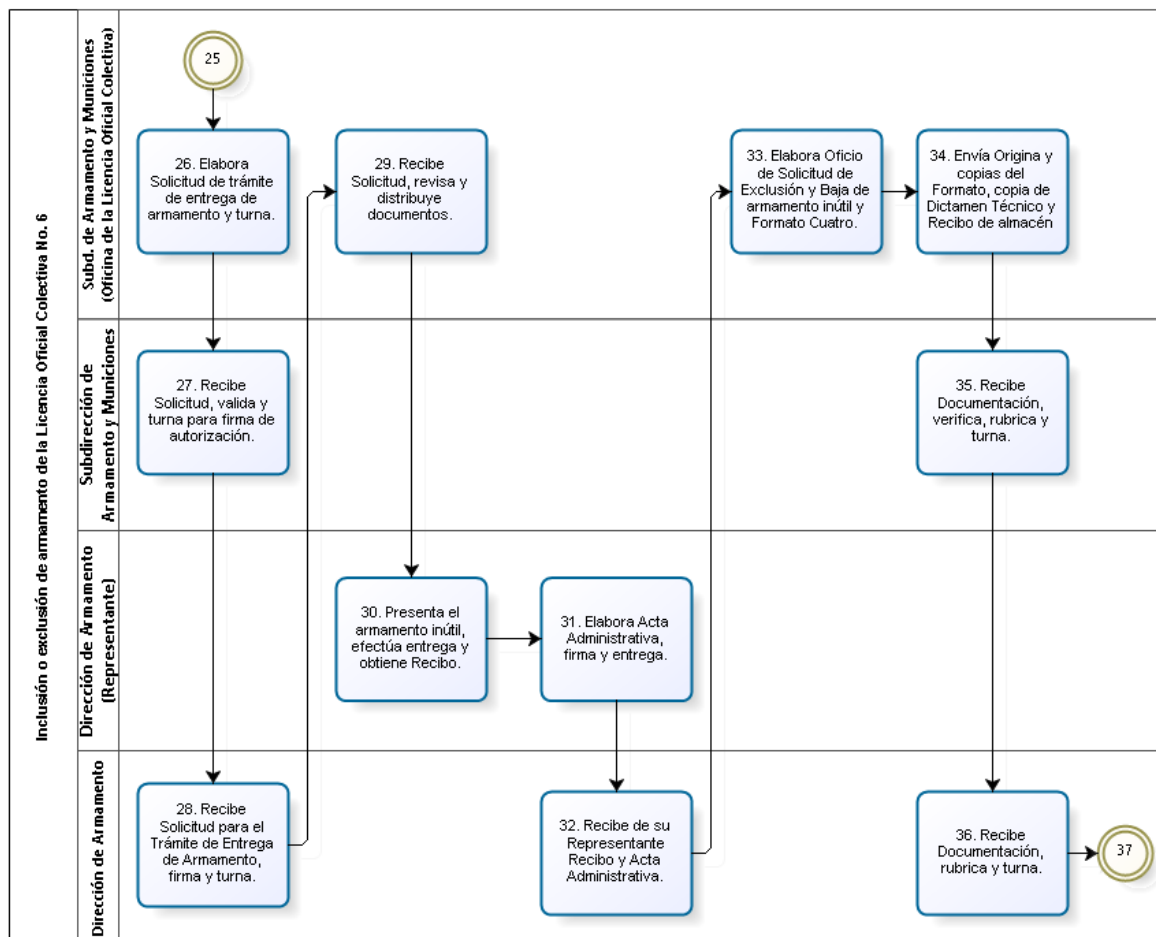 Inclusión o exclusión de armamento de la Licencia Oficial Colectiva No. 6
Subd. de Armamento y Municiones
(Oficina de la Licencia Oficial Colectiva)
25
26. Elabora
Solicitud de trámite
de entrega de
armamento y turna.
29. Recibe
Solicitud, revisa y
distribuye
documentos.
33. Elabora Oficio
de Solicitud de
Exclusión y Baja de
armamento inútil y
Formato Cuatro.
34. Envía Origina y
copias del
Formato, copia de
Dictamen Técnico y
Recibo de almacén
Subdirección de
Armamento y Municiones
27. Recibe
Solicitud, valida y
turna para firma de
autorización.
35. Recibe
Documentación,
verifica, rubrica y
turna.
Dirección de Armamento
(Representante)
30. Presenta el
armamento inútil,
efectúa entrega y
obtiene Recibo.
31. Elabora Acta
Administrativa,
firma y entrega.
Dirección de Armamento
28. Recibe
Solicitud para el
Trámite de Entrega
de Armamento,
firma y turna.
32. Recibe de su
Representante
Recibo y Acta
Administrativa.
36. Recibe
Documentación,
rubrica y turna.
37